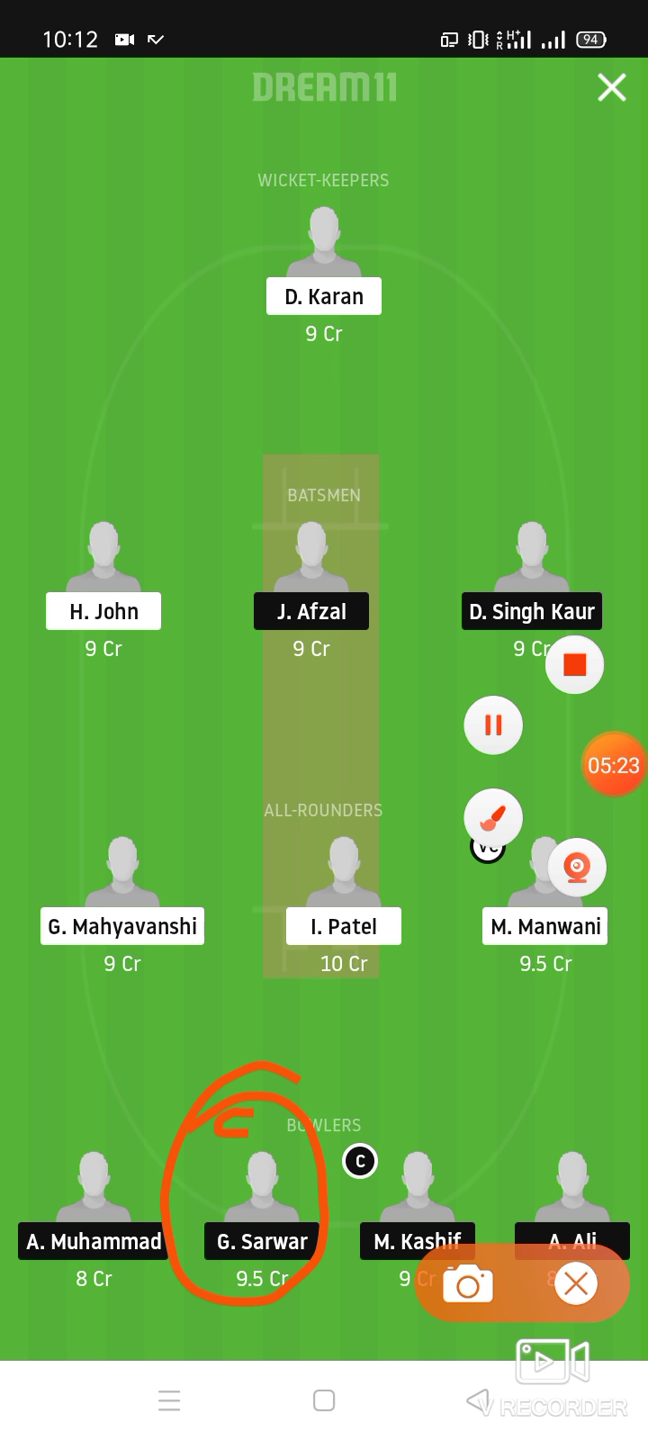 10:12
H+
R
94
DREAM11
WICKET-KEEPERS
D. Karan
9 Cr
BATSMEN
H. John
J. Afzal
D. Singh Kaur
9 Cr
9 Cr
9 Cr
05:23
ALL-ROUNDERS
G. Mahyavanshi
I. Patel
M. Manwani
9 Cr
10 Cr
9.5 Cr
C
BOWLERS
C
A. Muhammad
G. Sarwar
M. Kashif
A. Ali
8 Cr
9.5 Cr
9
V RECORDER